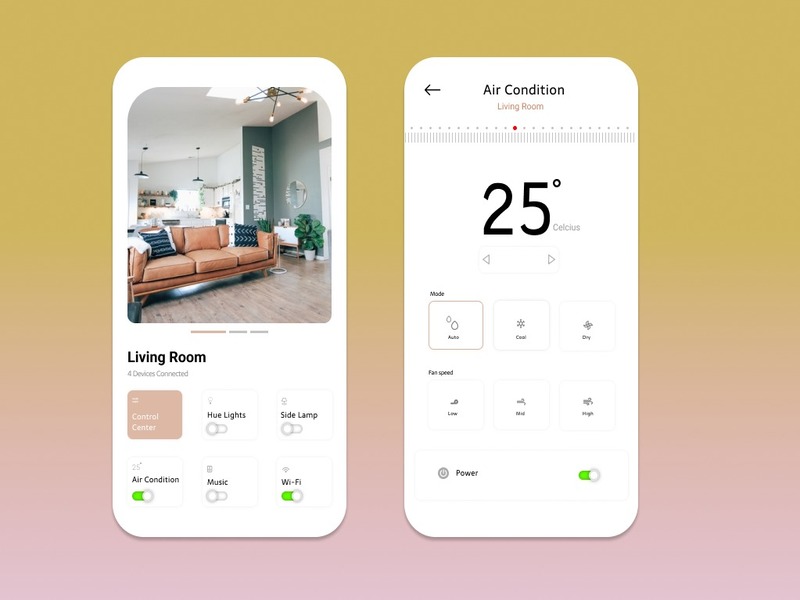 Living Room
4 Devices Connected
Control
Center
Hue Lights
Side Lamp
25°
Air Condition
Music
Wi-Fi
Air Condition
Living Room
25°
Celcius
Mode
Auto
Cool
Dry
Fan speed
Low
Mid
High
Power